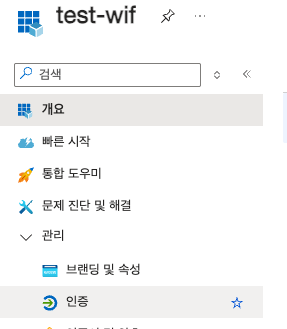 test-wif
검색
개요
빠른 시작
통합 도우미
문제 진단 및 해결
관리
브랜딩 및 속성
인증